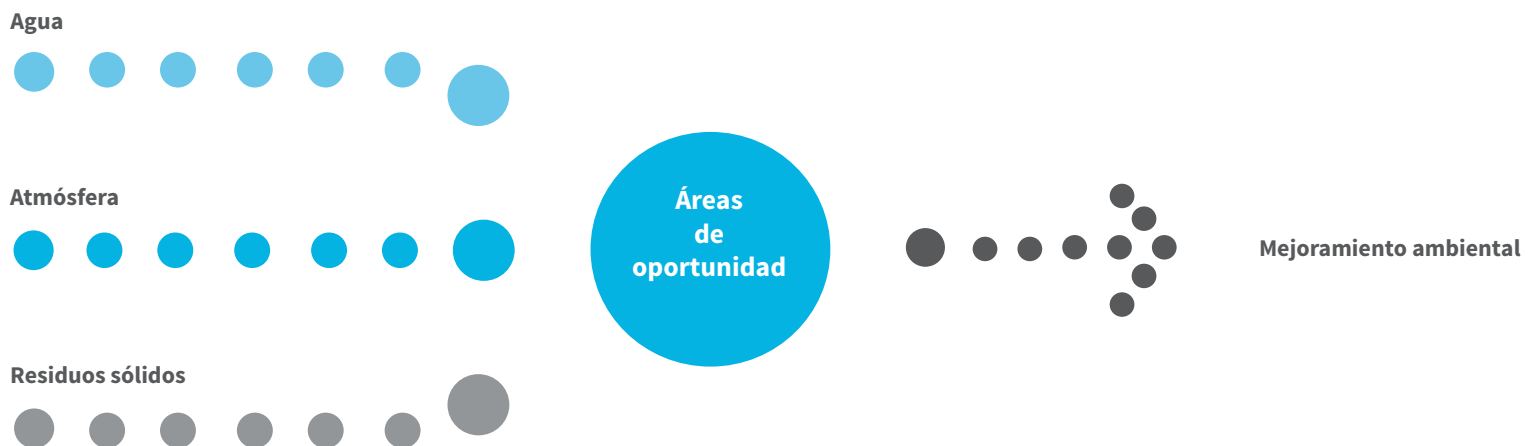 Agua
Atmósfera
Residuos sólidos
Áreas
de
oportunidad
Mejoramiento ambiental